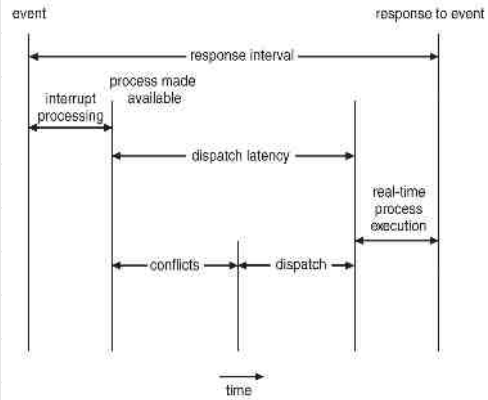 event
response to event
response interval
process made
available
interrupt
processing
dispatch latency
real-time
process
execution
conflicts
dispatch
time